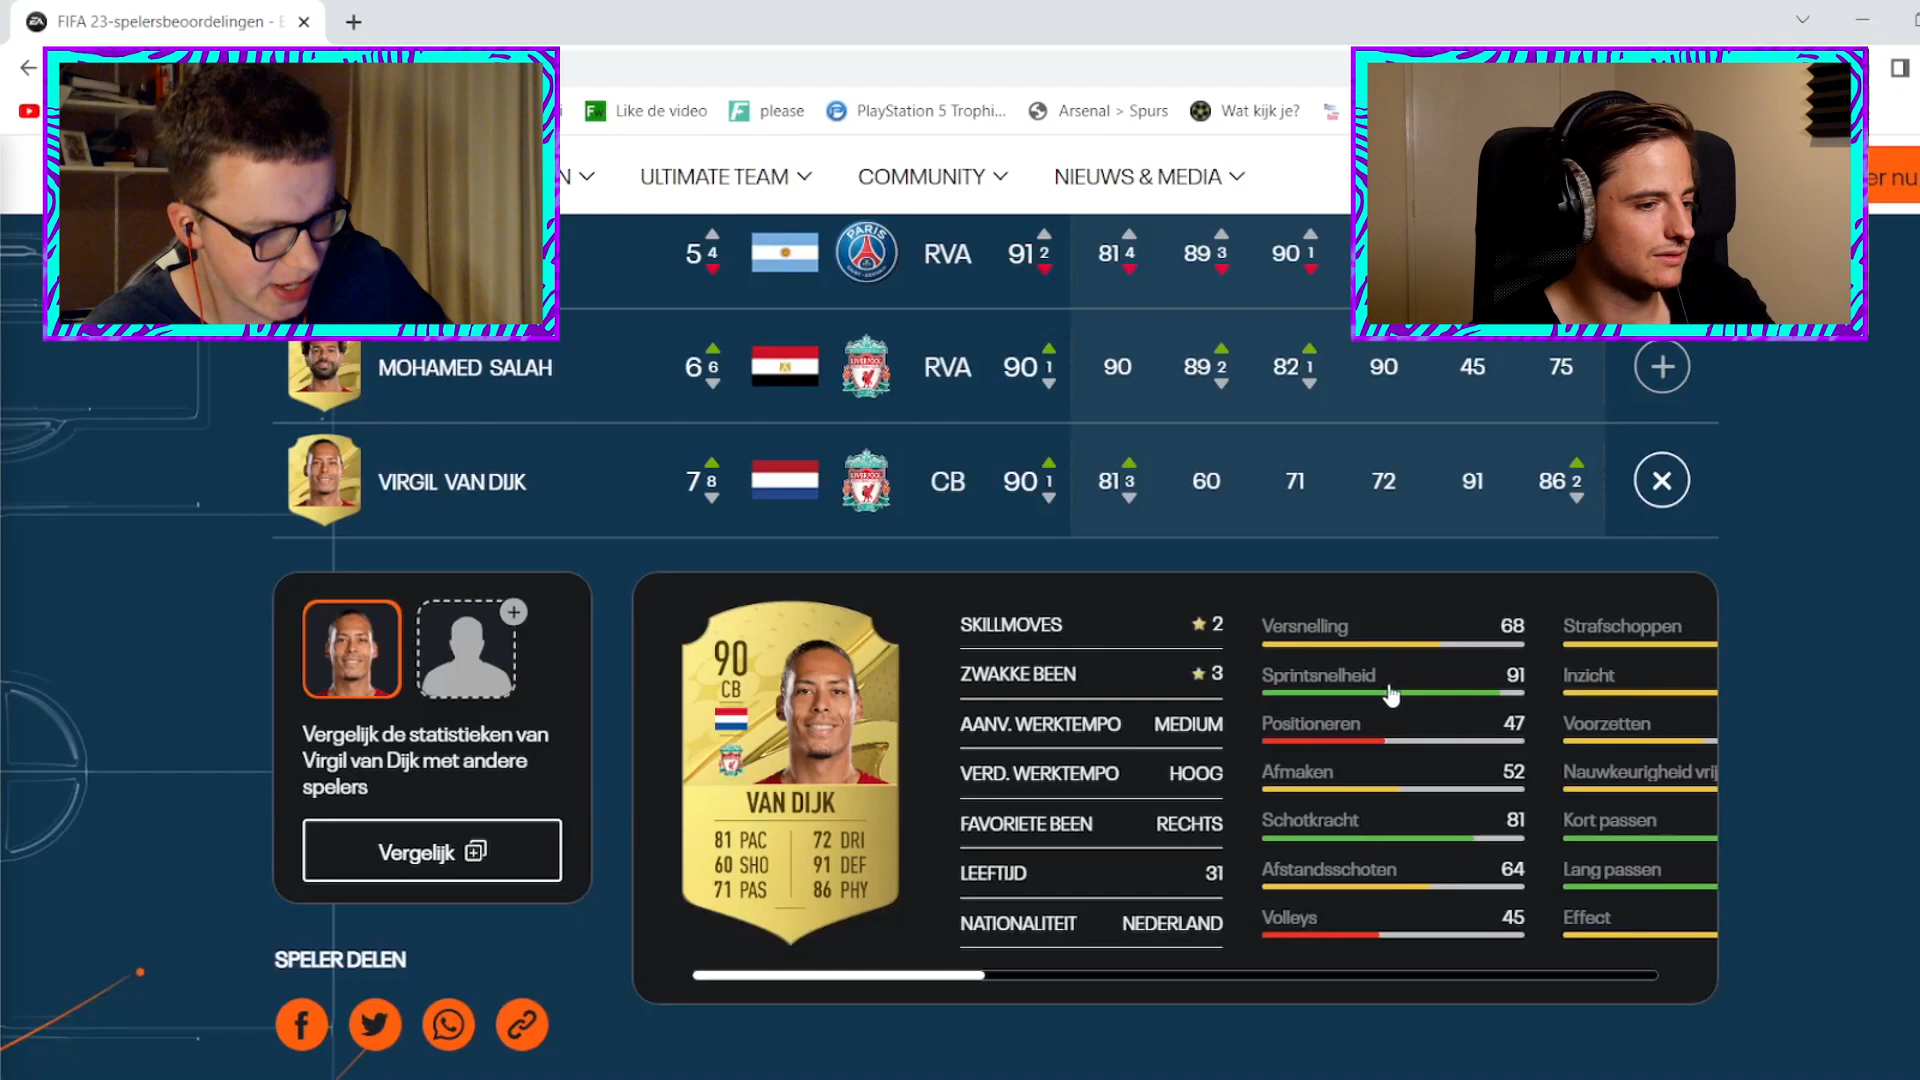 FIFA 23-spelersbeoordelingen - E
Like de video
please
PlayStation 5 Trophi...
Arsenal > Spurs
Wat kijk je?
N
ULTIMATE TEAM
COMMUNITY
NIEUWS & MEDIA
er nu
5 4 PARIS RVA 91 2 81 4 89 3 90 1
MOHAMED SALAH 6 6 RVA 90 1 90 89 2 82 1 90 45 75
VIRGIL VAN DIJK 7 8 CB 90 1 81 3 60 71 72 91 86 2
Vergelijk de statistieken van
Virgil van Dijk met andere
spelers
Vergelijk
SPELER DELEN
90
CB
VAN DIJK
81 PAC 72 DRI
60 SHO 91 DEF
71 PAS 86 PHY
SKILLMOVES 2
ZWAKKE BEEN 3
AANV. WERKTEMPO MEDIUM
VERD. WERKTEMPO HOOG
FAVORIETE BEEN RECHTS
LEEFTIJD 31
NATIONALITEIT NEDERLAND
Versnelling 68
Sprintsnelheid 91
Positioneren 47
Afmaken 52
Schotkracht 81
Afstandsschoten 64
Volleys 45
Strafschoppen
Inzicht
Voorzetten
Nauwkeurigheid vrij
Kort passen
Lang passen
Effect